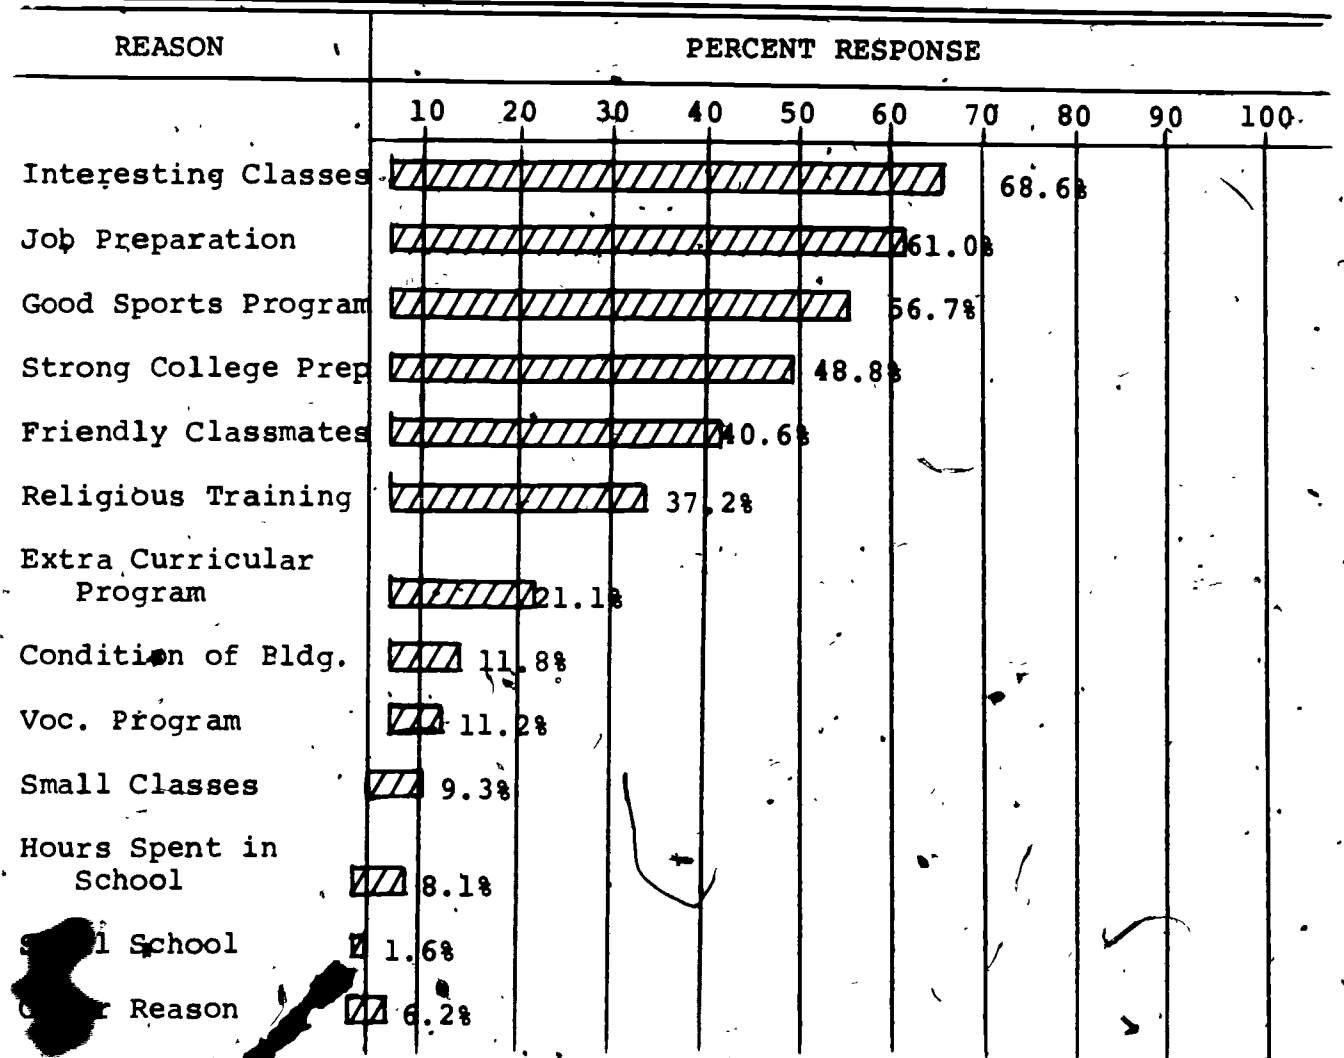 REASON PERCENT RESPONSE
10 20 30 40 50 60 70 80 90 100
Interesting Classes 68.6%
Job Preparation 61.0%
Good Sports Program 56.7%
Strong College Prep 48.8%
Friendly Classmates 40.6%
Religious Training 37.2%
Extra Curricular
Program 21.1%
Condition of Bldg. 11.8%
Voc. Program 11.2%
Small Classes 9.3%
Hours Spent in
School 8.1%
School 1.6%
Reason 6.2%